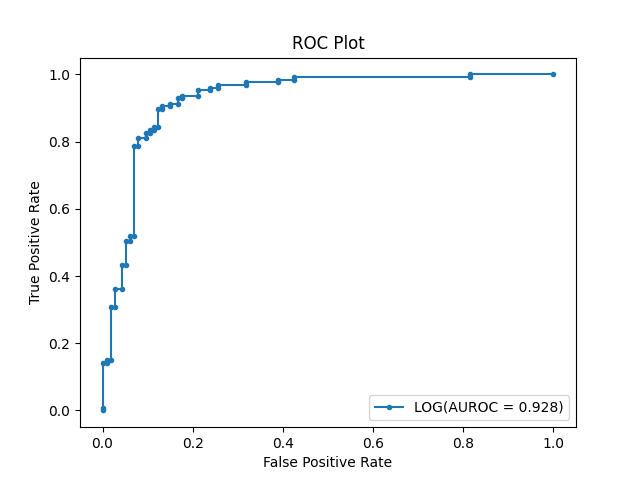 ROC Plot
True Positive Rate
1.0
0.8
0.6
0.4
0.2
0.0
LOG(AUROC = 0.928)
0.0 0.2 0.4 0.6 0.8 1.0
False Positive Rate